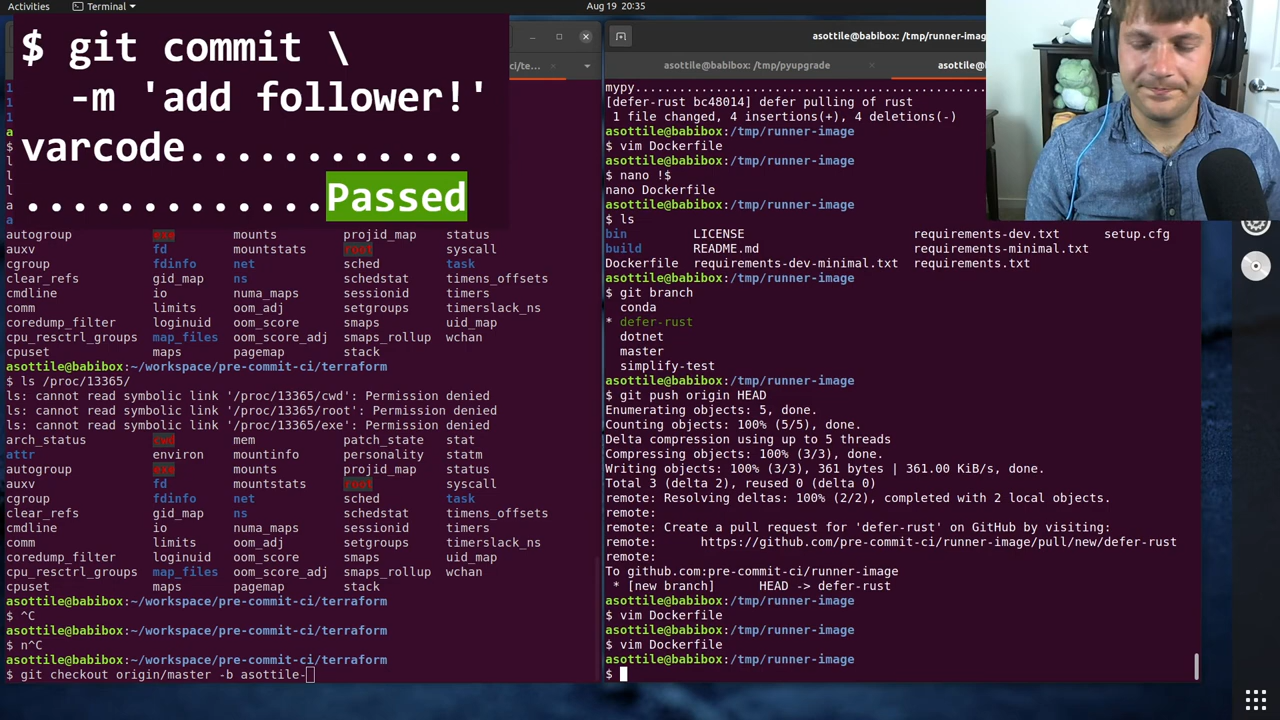 Activities
Terminal
Aug 19 20:35
$ git commit \
-m 'add follower!'
varcode............
.............Passed
ci/te…
autogroup exe mounts projid_map status
auxv fd mountstats root syscall
cgroup fdinfo net sched task
clear_refs gid_map ns schedstat timens_offsets
cmdline io numa_maps sessionid timers
comm limits oom_adj setgroups timerslack_ns
coredump_filter loginuid oom_score smaps uid_map
cpu_resctrl_groups map_files oom_score_adj smaps_rollup wchan
cpuset maps pagemap stack
asottile@babibox:~/workspace/pre-commit-ci/terraform
$ ls /proc/13365/
ls: cannot read symbolic link '/proc/13365/cwd': Permission denied
ls: cannot read symbolic link '/proc/13365/root': Permission denied
ls: cannot read symbolic link '/proc/13365/exe': Permission denied
arch_status cwd mem patch_state stat
attr environ mountinfo personality statm
autogroup exe mounts projid_map status
auxv fd mountstats root syscall
cgroup fdinfo net sched task
clear_refs gid_map ns schedstat timens_offsets
cmdline io numa_maps sessionid timers
comm limits oom_adj setgroups timerslack_ns
coredump_filter loginuid oom_score smaps uid_map
cpu_resctrl_groups map_files oom_score_adj smaps_rollup wchan
cpuset maps pagemap stack
asottile@babibox:~/workspace/pre-commit-ci/terraform
$ ^C
asottile@babibox:~/workspace/pre-commit-ci/terraform
$ n^C
asottile@babibox:~/workspace/pre-commit-ci/terraform
$ git checkout origin/master -b asottile-
asottile@babibox: /tmp/runner-imag
asottile@babibox: /tmp/pyupgrade
asottile@bab
mypy.......................................................
[defer-rust bc48014] defer pulling of rust
1 file changed, 4 insertions(+), 4 deletions(-)
asottile@babibox:/tmp/runner-image
$ vim Dockerfile
asottile@babibox:/tmp/runner-image
$ nano !$
nano Dockerfile
asottile@babibox:/tmp/runner-image
$ ls
bin LICENSE requirements-dev.txt setup.cfg
build README.md requirements-minimal.txt
Dockerfile requirements-dev-minimal.txt requirements.txt
asottile@babibox:/tmp/runner-image
$ git branch
conda
* defer-rust
dotnet
master
simplify-test
asottile@babibox:/tmp/runner-image
$ git push origin HEAD
Enumerating objects: 5, done.
Counting objects: 100% (5/5), done.
Delta compression using up to 5 threads
Compressing objects: 100% (3/3), done.
Writing objects: 100% (3/3), 361 bytes | 361.00 KiB/s, done.
Total 3 (delta 2), reused 0 (delta 0)
remote: Resolving deltas: 100% (2/2), completed with 2 local objects.
remote:
remote: Create a pull request for 'defer-rust' on GitHub by visiting:
remote: https://github.com/pre-commit-ci/runner-image/pull/new/defer-rust
remote:
To github.com:pre-commit-ci/runner-image
* [new branch] HEAD -> defer-rust
asottile@babibox:/tmp/runner-image
$ vim Dockerfile
asottile@babibox:/tmp/runner-image
$ vim Dockerfile
asottile@babibox:/tmp/runner-image
$